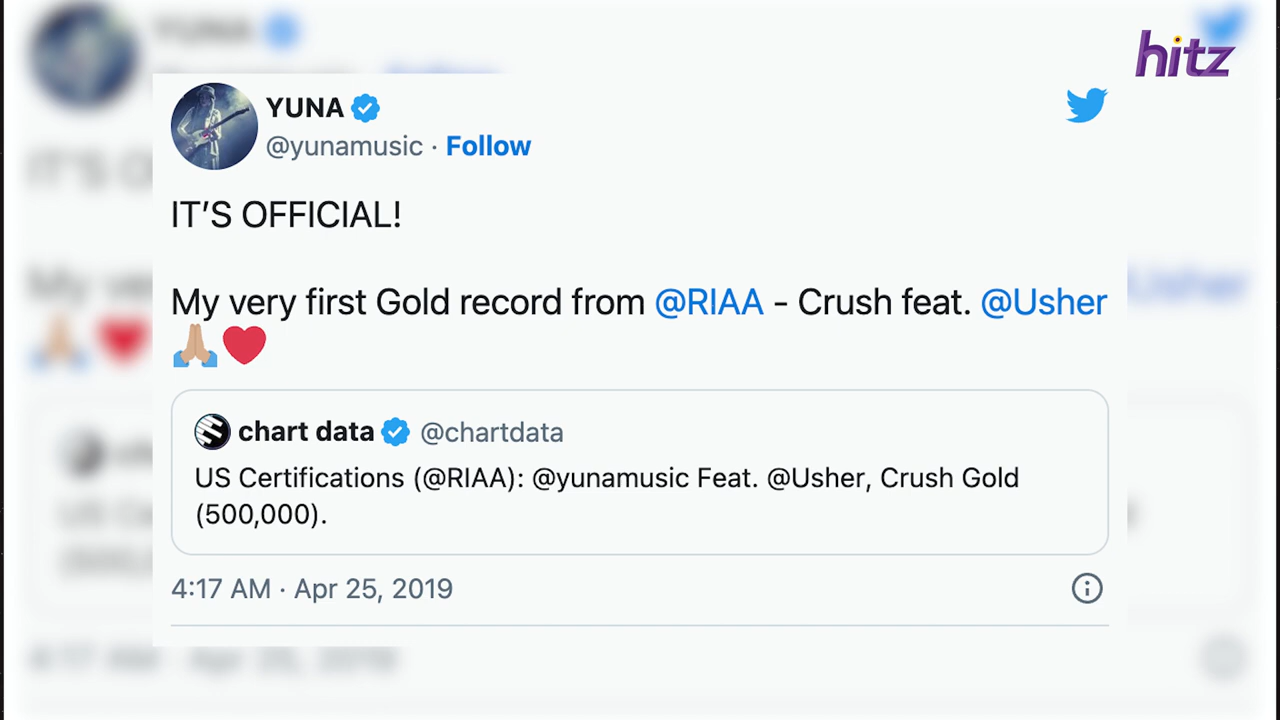 hitz
YUNA
@yunamusic · Follow
IT’S OFFICIAL!
My very first Gold record from @RIAA - Crush feat. @Usher
🙏🏼❤️
chart data @chartdata
US Certifications (@RIAA): @yunamusic Feat. @Usher, Crush Gold
(500,000).
4:17 AM · Apr 25, 2019